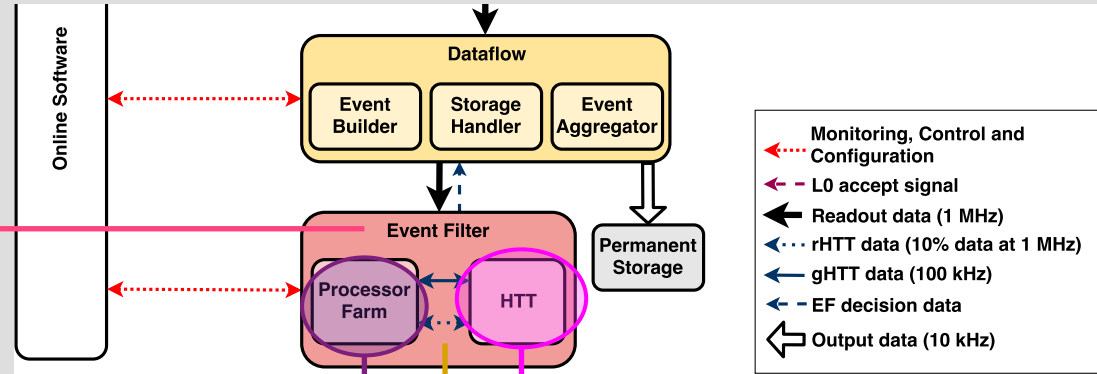 Online Software
Dataflow
Event
Builder
Storage
Handler
Event
Aggregator
Event Filter
Processor
Farm
HTT
Permanent
Storage
Monitoring, Control and
Configuration
L0 accept signal
Readout data (1 MHz)
rHTT data (10% data at 1 MHz)
gHTT data (100 kHz)
EF decision data
Output data (10 kHz)